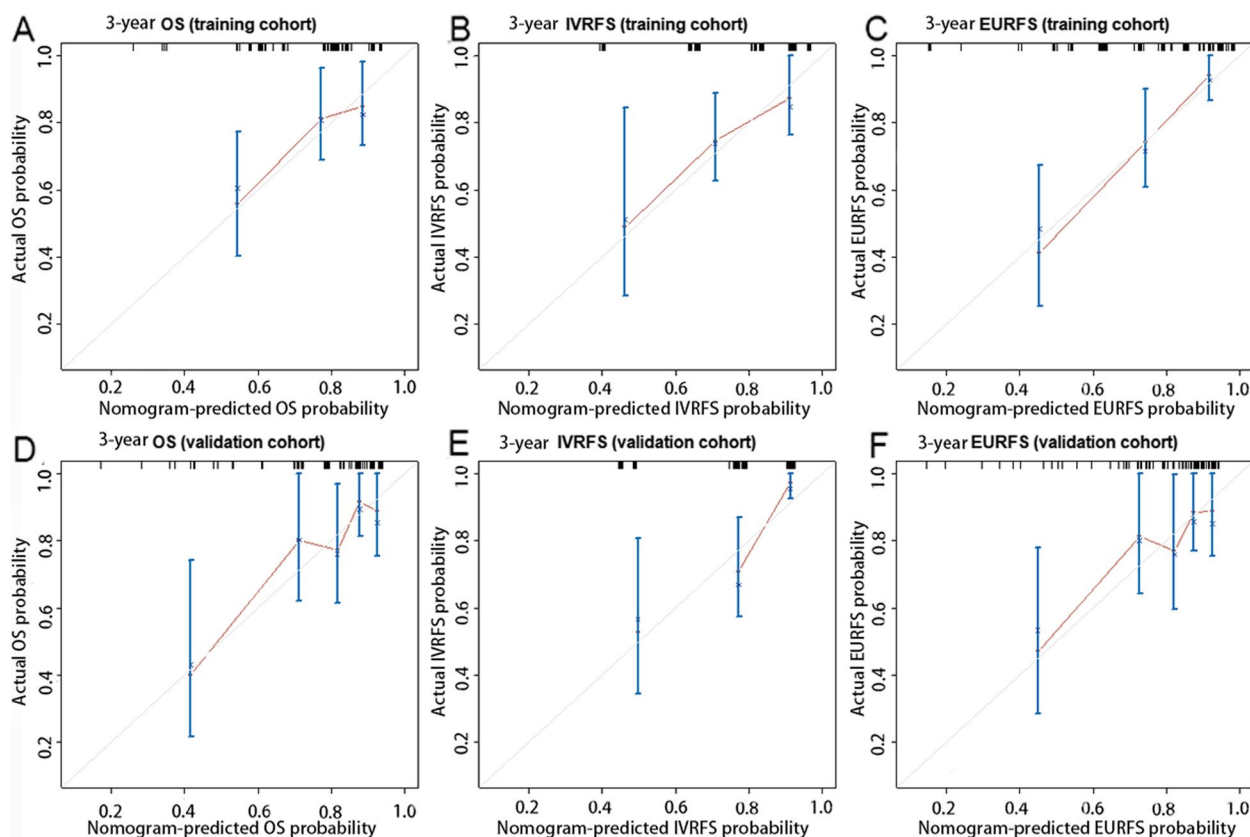 A
3-year OS (training cohort)
Actual OS probability
1.0
0.8
0.6
0.4
0.2
0.2 0.4 0.6 0.8 1.0
Nomogram-predicted OS probability
B
3-year IVRFS (training cohort)
Actual IVRFS probability
1.0
0.8
0.6
0.4
0.2
0.2 0.4 0.6 0.8 1.0
Nomogram-predicted IVRFS probability
C
3-year EURFS (training cohort)
Actual EURFS probability
1.0
0.8
0.6
0.4
0.2
0.2 0.4 0.6 0.8 1.0
Nomogram-predicted EURFS probability
D
3-year OS (validation cohort)
Actual OS probability
1.0
0.8
0.6
0.4
0.2
0.2 0.4 0.6 0.8 1.0
Nomogram-predicted OS probability
E
3-year IVRFS (validation cohort)
Actual IVRFS probability
1.0
0.8
0.6
0.4
0.2
0.2 0.4 0.6 0.8 1.0
Nomogram-predicted IVRFS probability
F
3-year EURFS (validation cohort)
Actual EURFS probability
1.0
0.8
0.6
0.4
0.2
0.2 0.4 0.6 0.8 1.0
Nomogram-predicted EURFS probability